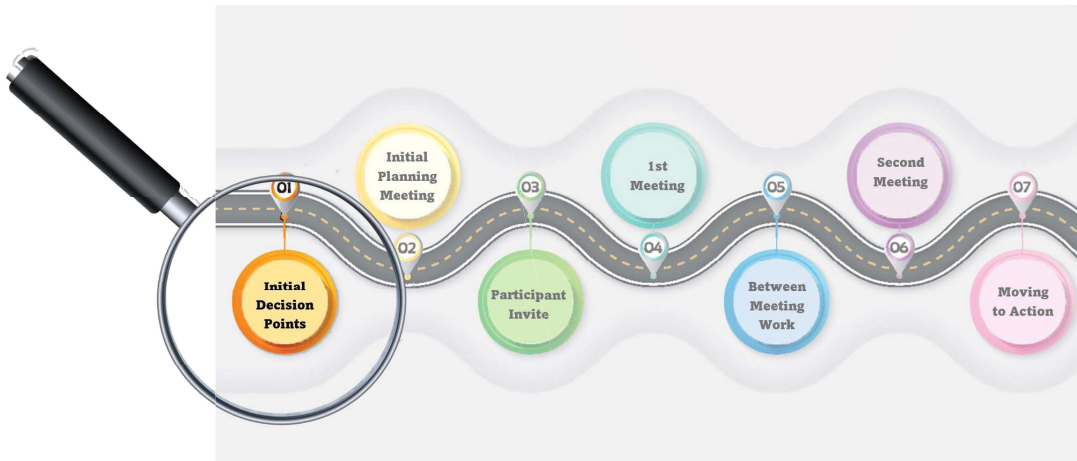 01
Initial
Decision
Points
Initial
Planning
Meeting
02
03
Participant
Invite
1st
Meeting
04
05
Between
Meeting
Work
Second
Meeting
06
07
Moving
to Action